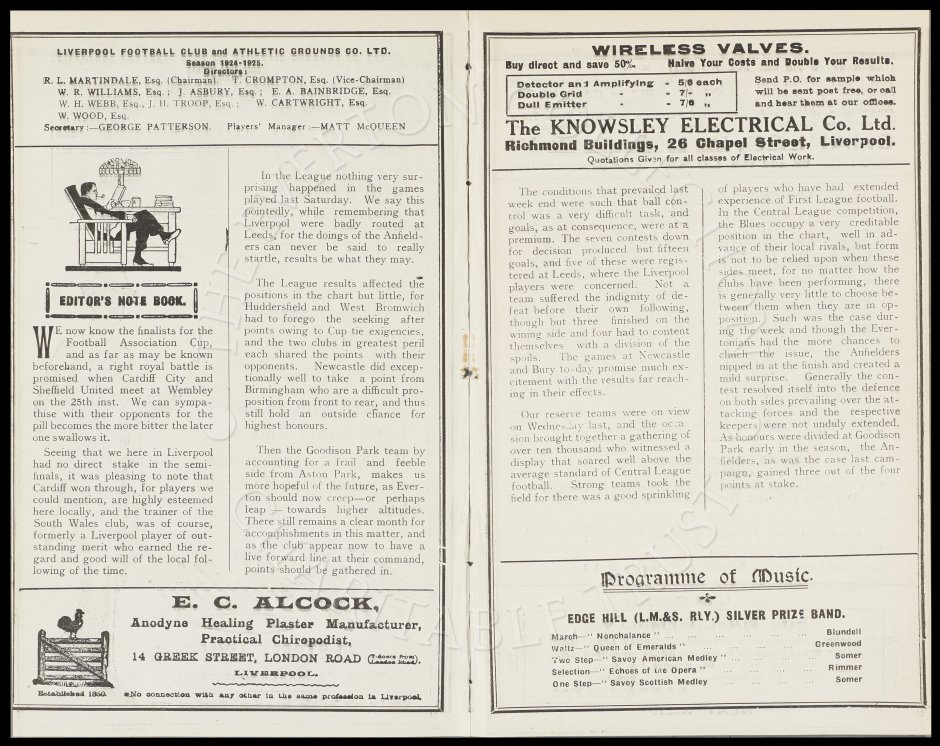 LIVERPOOL FOOTBALL CLUB and ATHLETIC GROUNDS CO. LTD.
Season 1924-1925.
Directors:
R. L. MARTINDALE, Esq. (Chairman). T. CROMPTON, Esq. (Vice-Chairman)
W. R. WILLIAMS, Esq.; J. ASBURY, Esq.; E. A. BAINBRIDGE, Esq.
W. H. WEBB, Esq., J. H. TROOP, Esq.; W. CARTWRIGHT, Esq.
W. WOOD, Esq.
Secretary:—GEORGE PATTERSON. Players' Manager:—MATT McQUEEN
EDITOR'S NOTE BOOK.
WE now know the finalists for the
Football Association Cup,
and as far as may be known
beforehand, a right royal battle is
promised when Cardiff City and
Sheffield United meet at Wembley
on the 25th inst. We can sympa-
thise with their opponents for the
pill becomes the more bitter the later
one swallows it.
Seeing that we here in Liverpool
had no direct stake in the semi-
finals, it was pleasing to note that
Cardiff won through, for players we
could mention, are highly esteemed
here locally, and the trainer of the
South Wales club, was of course,
formerly a Liverpool player of out-
standing merit who earned the re-
gard and good will of the local fol-
lowing of the time.
In the League nothing very sur-
prising happened in the games
played last Saturday. We say this
pointedly, while remembering that
Liverpool were badly routed at
Leeds, for the doings of the Anfield-
ers can never be said to really
startle, results be what they may.
The League results affected the
positions in the chart but little, for
Huddersfield and West Bromwich
had to forego the seeking after
points owing to Cup tie exigencies,
and the two clubs in greatest peril
each shared the points with their
opponents. Newcastle did excep-
tionally well to take a point from
Birmingham who are a difficult pro-
position from front to rear, and thus
still hold an outside chance for
highest honours.
Then the Goodison Park team by
accounting for a frail and feeble
side from Aston Park, makes us
more hopeful of the future, as Ever-
ton should now creep—or perhaps
leap — towards higher altitudes.
There still remains a clear month for
accomplishments in this matter, and
as the club appear now to have a
live forward line at their command,
points should be gathered in.
E. C. ALCOCK,
Anodyne Healing Plaster Manufacturer,
Practical Chiropodist,
14 GREEK STREET, LONDON ROAD (7 doors from London Road).
LIVERPOOL.
Established 1850. No connection with any other in the same profession in Liverpool
WIRELESS VALVES.
Buy direct and save 50%. Halve Your Costs and Double Your Results.
Detector and Amplifying - 5/6 each
Double Grid - - 7/- „
Dull Emitter - - 7/6 „
Send P.O. for sample which
will be sent post free, or call
and hear them at our offices.
The KNOWSLEY ELECTRICAL Co. Ltd.
Richmond Buildings, 26 Chapel Street, Liverpool.
Quotations Given for all classes of Electrical Work.
The conditions that prevailed last
week end were such that ball con-
trol was a very difficult task, and
goals, as at consequence, were at a
premium. The seven contests down
for decision produced but fifteen
goals, and five of these were regis-
tered at Leeds, where the Liverpool
players were concerned. Not a
team suffered the indignity of de-
feat before their own following,
though but three finished on the
wining side and four had to content
themselves with a division of the
spoils. The games at Newcastle
and Bury to-day promise much ex-
citement with the results far reach-
ing in their effects.
Our reserve teams were on view
on Wednesday last, and the occa
sion brought together a gathering of
over ten thousand who witnessed a
display that soared well above the
average standard of Central League
football. Strong teams took the
field for there was a good sprinkling
of players who have had extended
experience of First League football.
In the Central League competition,
the Blues occupy a very creditable
position in the chart, well in ad-
vance of their local rivals, but form
is not to be relied upon when these
sides meet, for no matter how the
clubs have been performing, there
is generally very little to choose be-
tween them when they are in op-
position. Such was the case dur-
ing the week and though the Ever-
tonians had the more chances to
clinch the issue, the Anfielders
nipped in at the finish and created a
mild surprise. Generally the con-
test resolved itself into the defence
on both sides prevailing over the at-
tacking forces and the respective
keepers were not unduly extended.
As honours were divided at Goodison
Park early in the season, the An-
fielders, as was the case last cam-
paign, gained three out of the four
points at stake.
Programme of Music.
EDGE HILL (L.M.&S. RLY.) SILVER PRIZE BAND.
March—" Nonchalance " ... Blundell
Waltz—" Queen of Emeralds " ... Greenwood
Two Step—" Savoy American Medley " ... Somer
Selection—" Echoes of the Opera " ... Rimmer
One Step—" Savoy Scottish Medley ... Somer